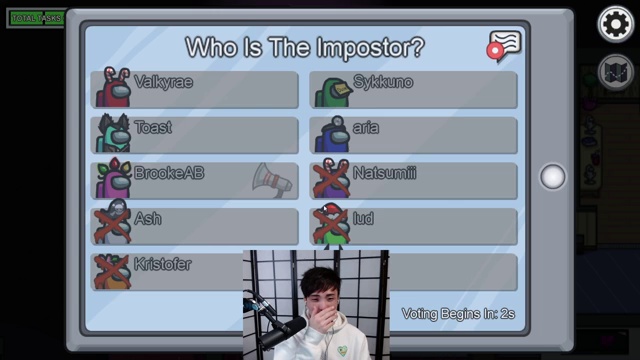 TOTAL TASKS
Who Is The Impostor?
Valkyrae
Sykkuno
Toast
aria
BrookeAB
Natsumiii
Ash
lud
Kristofer
Voting Begins In: 2s